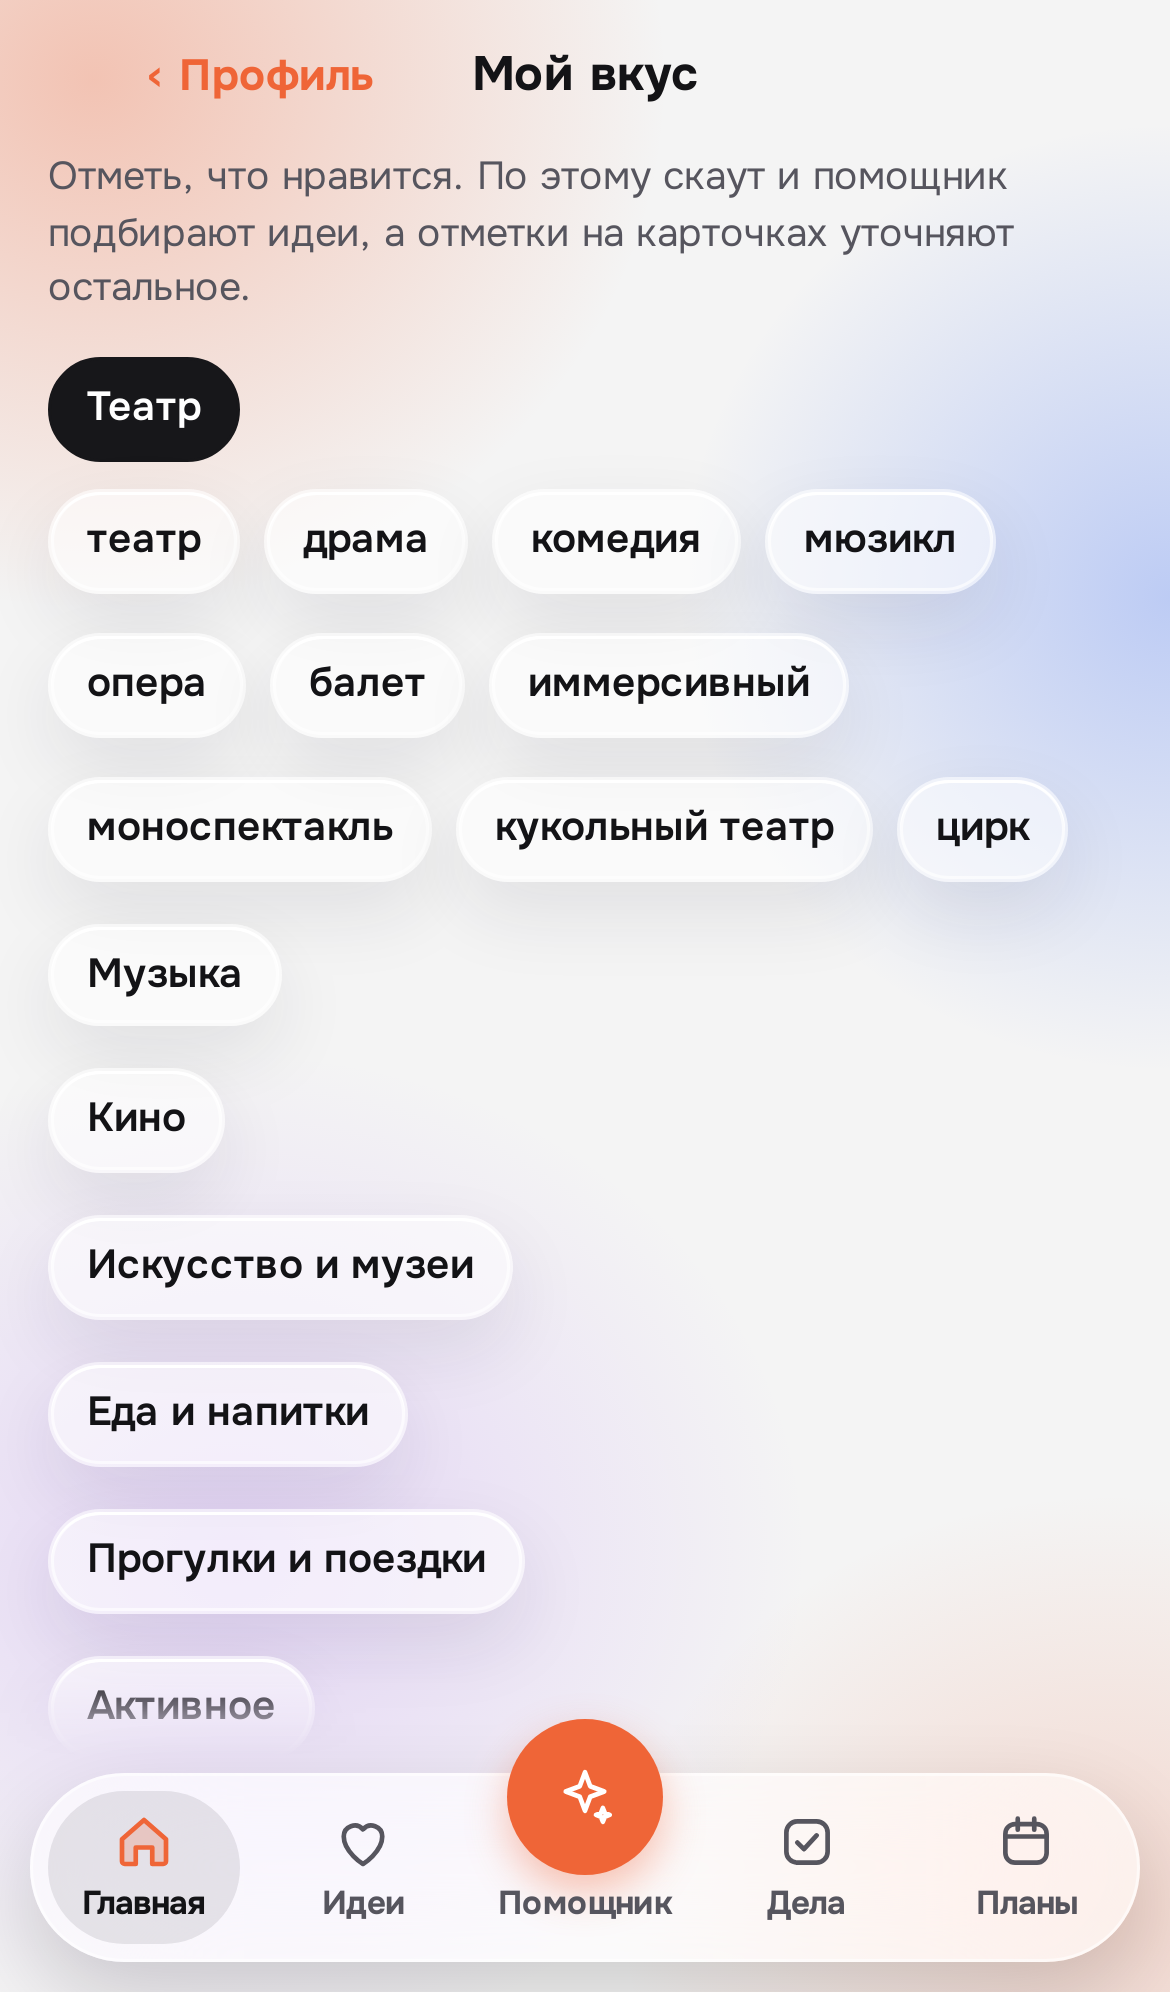 ‹ Профиль Мой вкус
Отметь, что нравится. По этому скаут и помощник
подбирают идеи, а отметки на карточках уточняют
остальное.
Театр
театр драма комедия мюзикл
опера балет иммерсивный
моноспектакль кукольный театр цирк
Музыка
Кино
Искусство и музеи
Еда и напитки
Прогулки и поездки
Активное
Главная Идеи Помощник Дела Планы